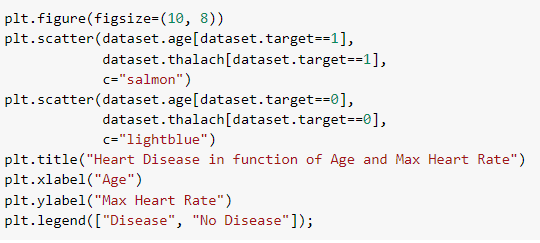 plt.figure(figsize=(10, 8))
plt.scatter(dataset.age[dataset.target==1],
            dataset.thalach[dataset.target==1],
            c="salmon")
plt.scatter(dataset.age[dataset.target==0],
            dataset.thalach[dataset.target==0],
            c="lightblue")
plt.title("Heart Disease in function of Age and Max Heart Rate")
plt.xlabel("Age")
plt.ylabel("Max Heart Rate")
plt.legend(["Disease", "No Disease"]);